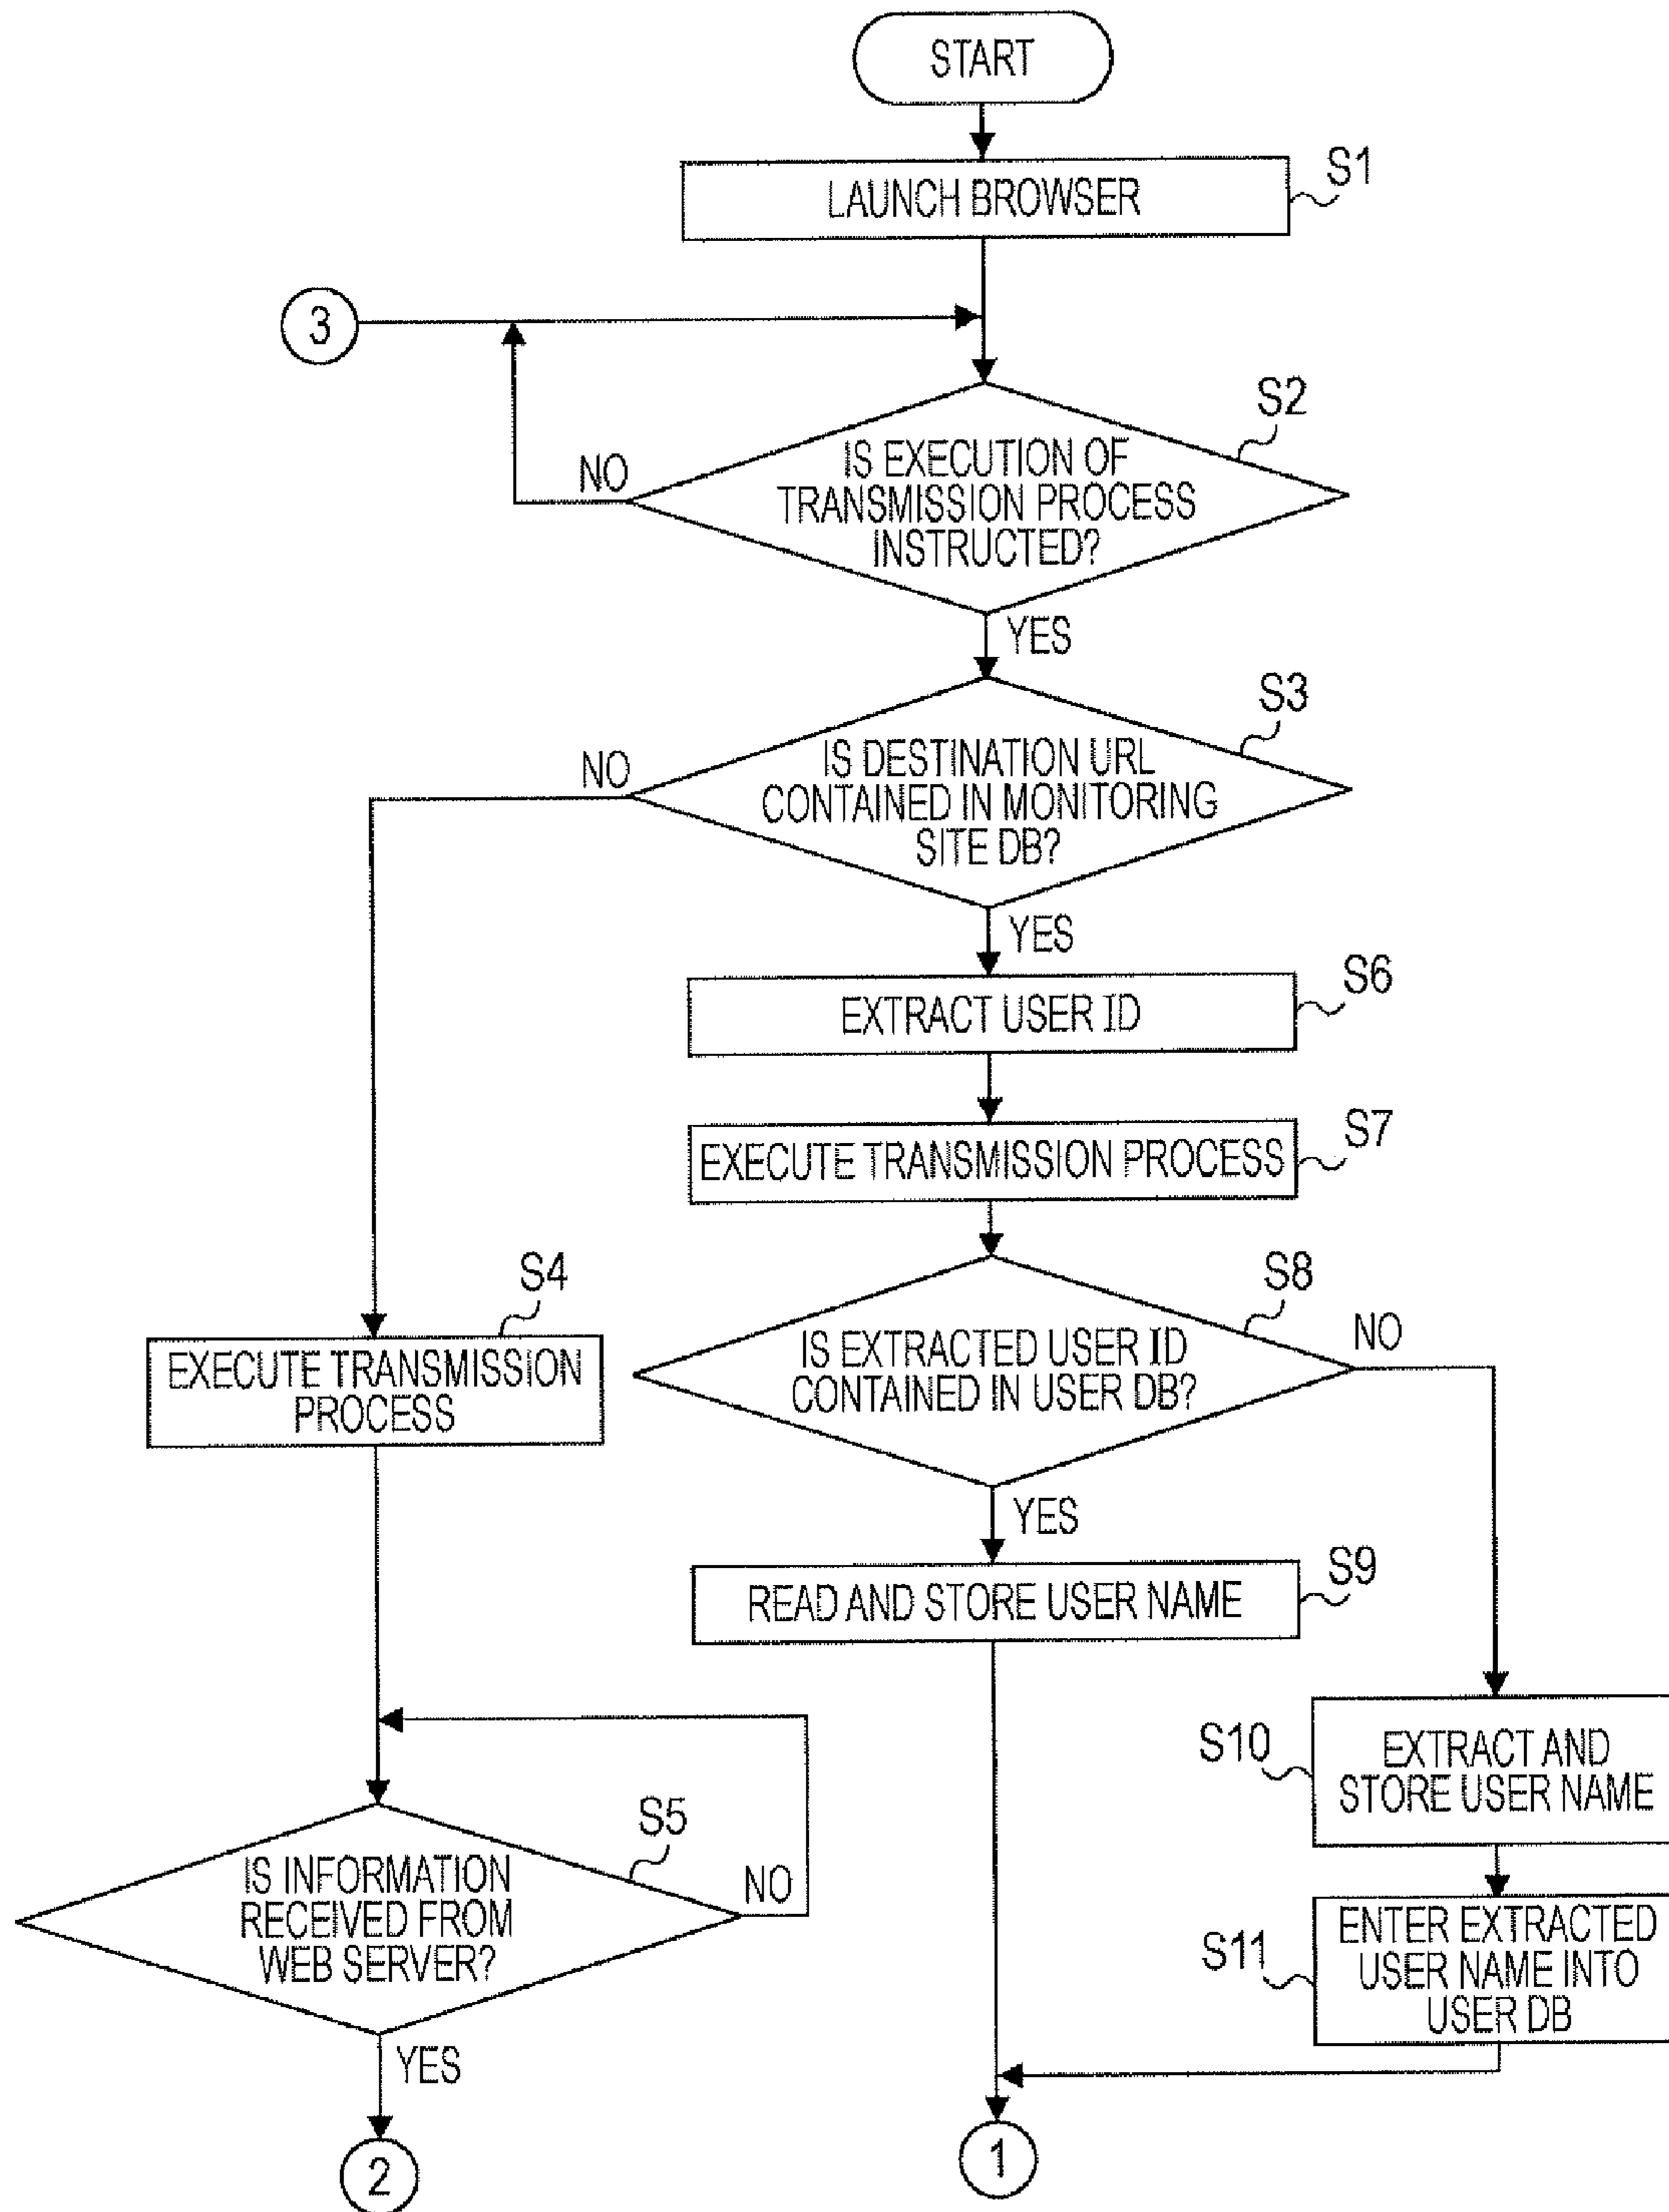 START
S1
LAUNCH BROWSER
3
S2
IS EXECUTION OF
TRANSMISSION PROCESS
INSTRUCTED?
NO
YES
S3
IS DESTINATION URL
CONTAINED IN MONITORING
SITE DB?
NO
YES
S6
EXTRACT USER ID
S7
EXECUTE TRANSMISSION PROCESS
S4
EXECUTE TRANSMISSION
PROCESS
S8
IS EXTRACTED USER ID
CONTAINED IN USER DB?
NO
YES
S9
READ AND STORE USER NAME
S10
EXTRACT AND
STORE USER NAME
S5
IS INFORMATION
RECEIVED FROM
WEB SERVER?
NO
YES
S11
ENTER EXTRACTED
USER NAME INTO
USER DB
2
1